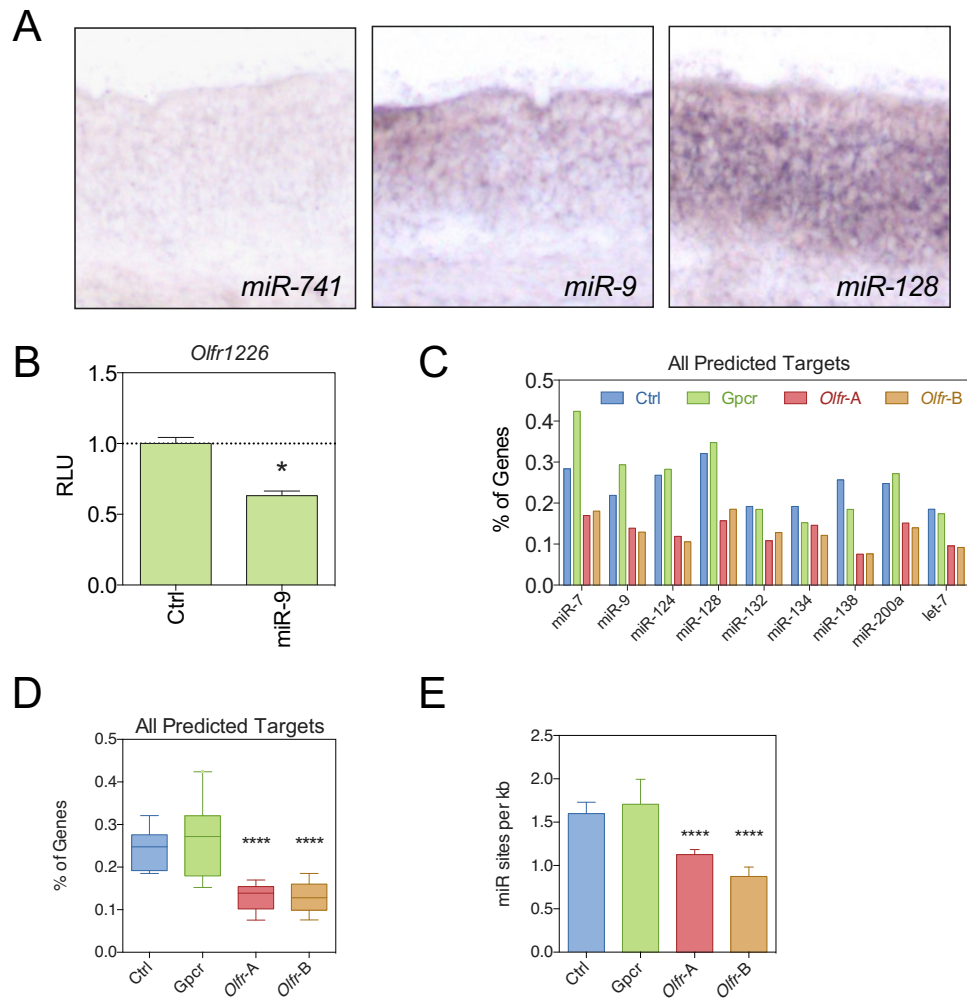 A
miR-741
miR-9
miR-128
B
Olfr1226
1.5
1.0
0.5
0.0
RLU
*
Ctrl
miR-9
C
All Predicted Targets
Ctrl
Gpcr
Olfr-A
Olfr-B
0.5
0.4
0.3
0.2
0.1
0.0
% of Genes
miR-7
miR-9
miR-124
miR-128
miR-132
miR-134
miR-138
miR-200a
let-7
D
All Predicted Targets
0.5
0.4
0.3
0.2
0.1
0.0
% of Genes
****
****
Ctrl
Gpcr
Olfr-A
Olfr-B
E
2.5
2.0
1.5
1.0
0.5
0.0
miR sites per kb
****
****
Ctrl
Gpcr
Olfr-A
Olfr-B